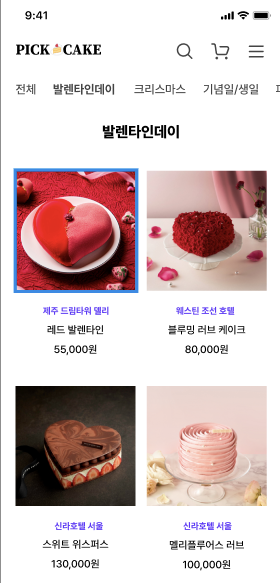 9:41
PICK CAKE
전체 발렌타인데이 크리스마스 기념일/생일
발렌타인데이
제주 드림타워 델리
레드 발렌타인
55,000원
웨스틴 조선 호텔
블루밍 러브 케이크
80,000원
신라호텔 서울
스위트 위스퍼스
130,000원
신라호텔 서울
멜리플루어스 러브
100,000원